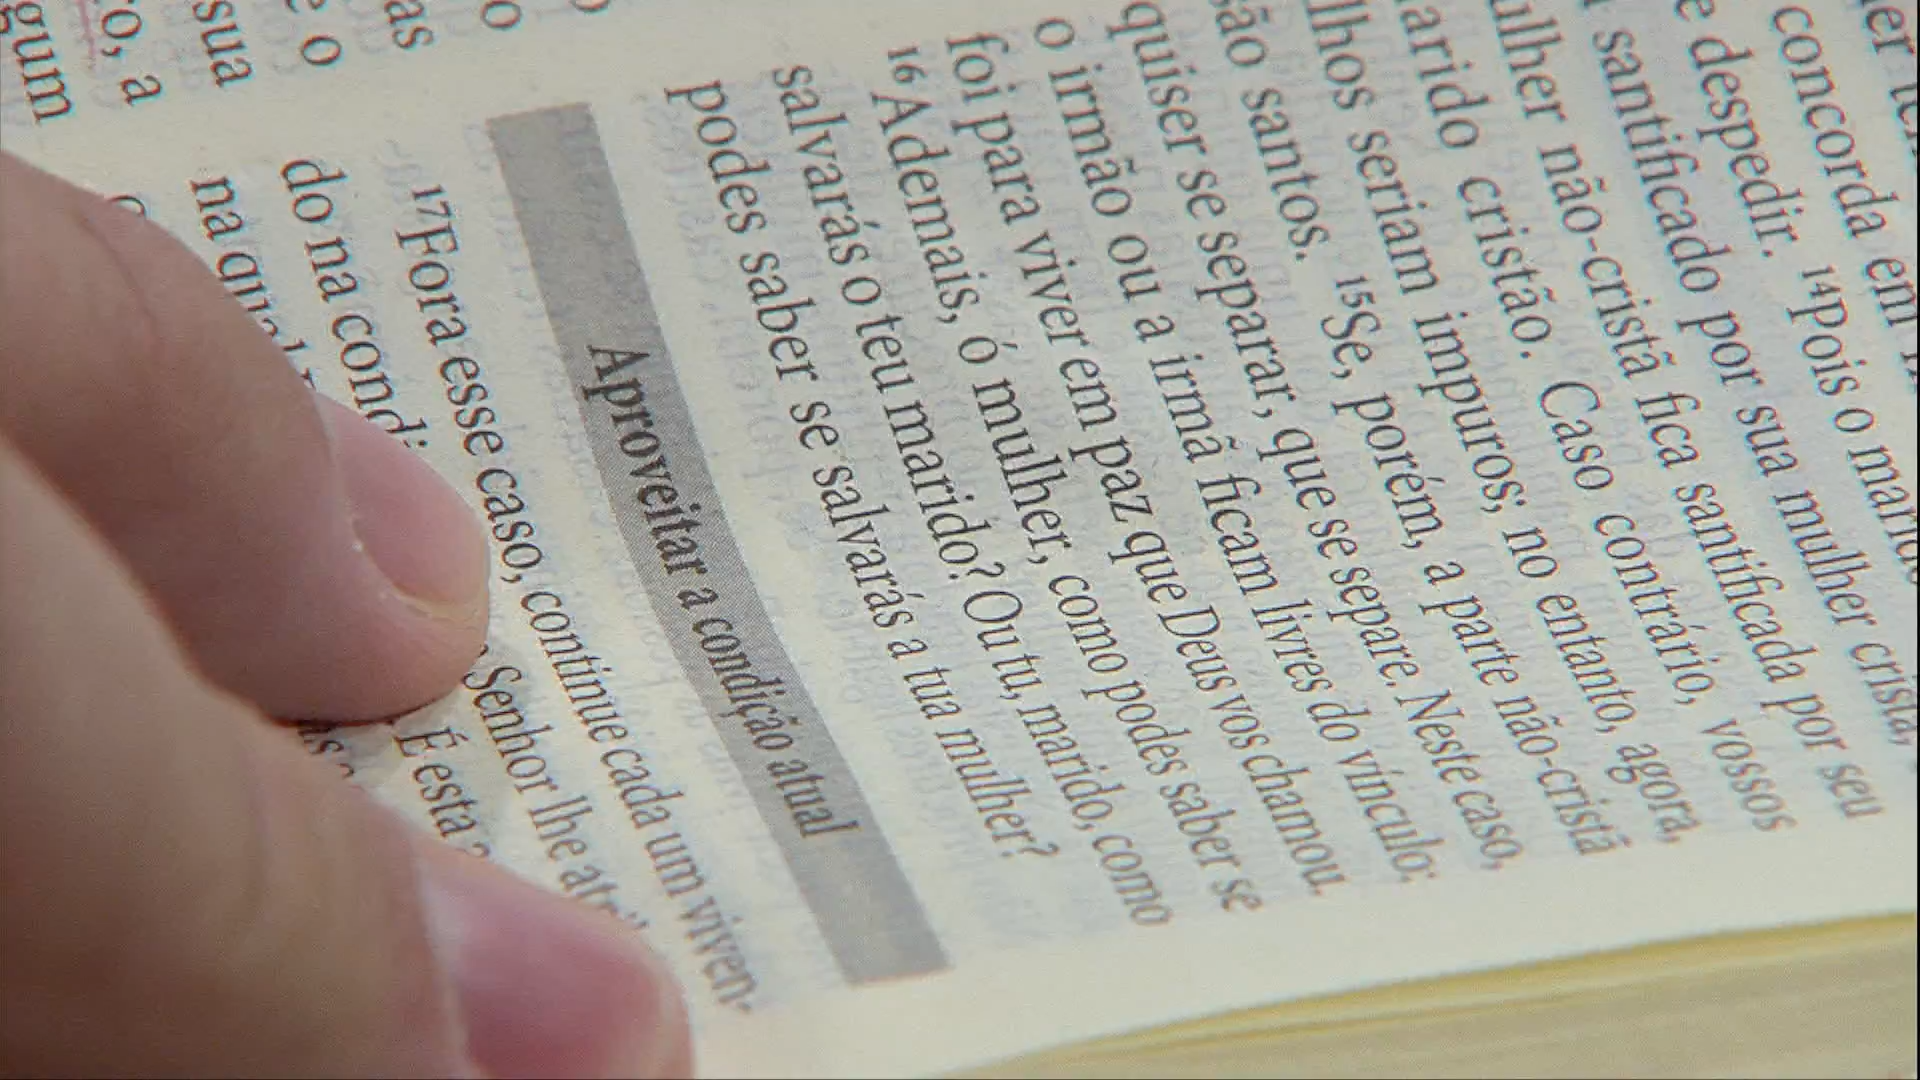 concorda em
e despedir. 14Pois o marido
santificado por sua mulher cristã,
ulher não-cristã fica santificada por seu
arido cristão. Caso contrário, vossos
lhos seriam impuros; no entanto, agora,
ão santos. 15Se, porém, a parte não-cristã
quiser se separar, que se separe. Neste caso,
o irmão ou a irmã ficam livres do vínculo:
foi para viver em paz que Deus vos chamou.
16Ademais, ó mulher, como podes saber se
salvarás o teu marido? Ou tu, marido, como
podes saber se salvarás a tua mulher?
Aproveitar a condição atual
17Fora esse caso, continue cada um viven-
do na condi Senhor lhe
na É esta
as
o
e o
sua
ro, a
gum